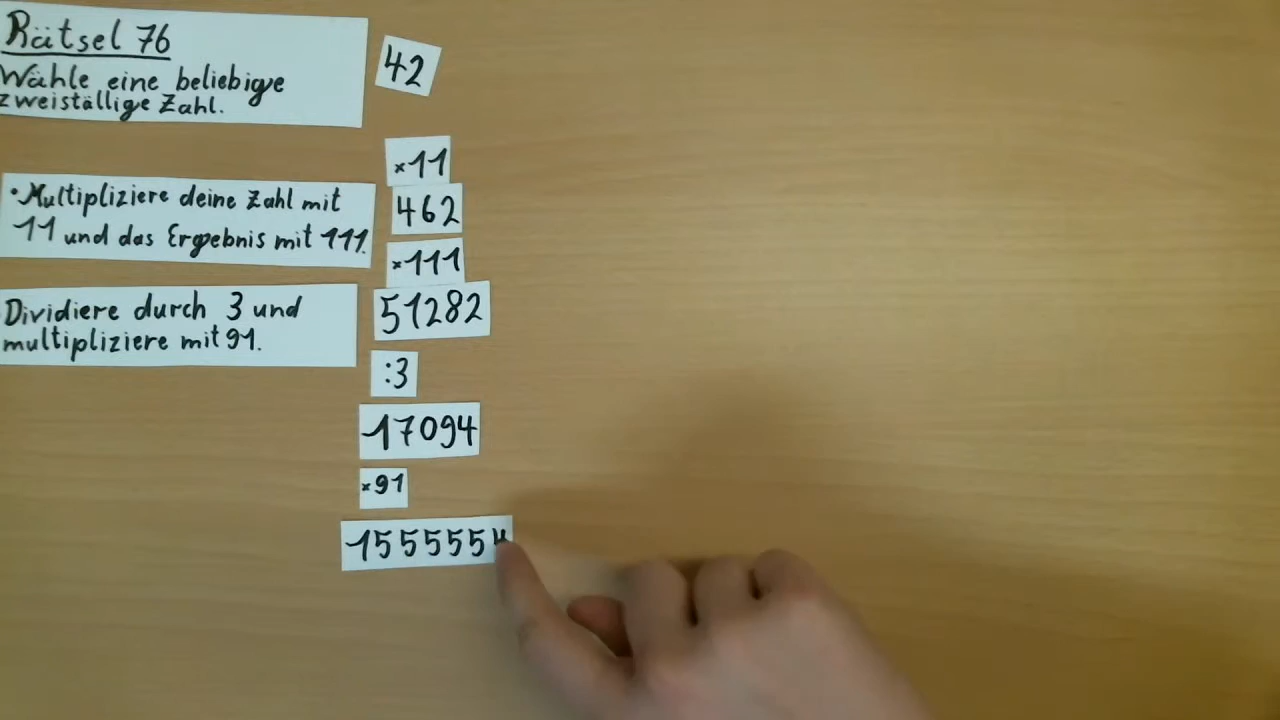 Rätsel 76
Wähle eine beliebige
zweiställige Zahl.
42
×11
• Multipliziere deine Zahl mit
11 und das Ergebnis mit 111.
462
×111
Dividiere durch 3 und
multipliziere mit 91.
51282
:3
17094
×91
1555554